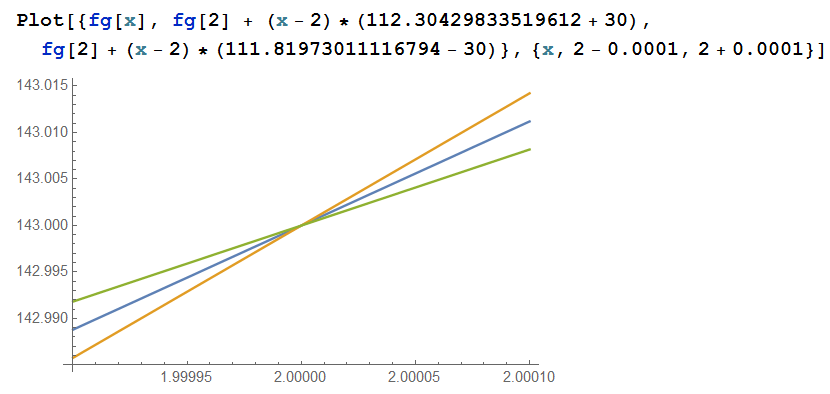 Plot[{fg[x], fg[2] + (x - 2) * (112.30429833519612 + 30),
fg[2] + (x - 2) * (111.81973011116794 - 30)}, {x, 2 - 0.0001, 2 + 0.0001}]
143.015
143.010
143.005
143.000
142.995
142.990
1.99995 2.00000 2.00005 2.00010